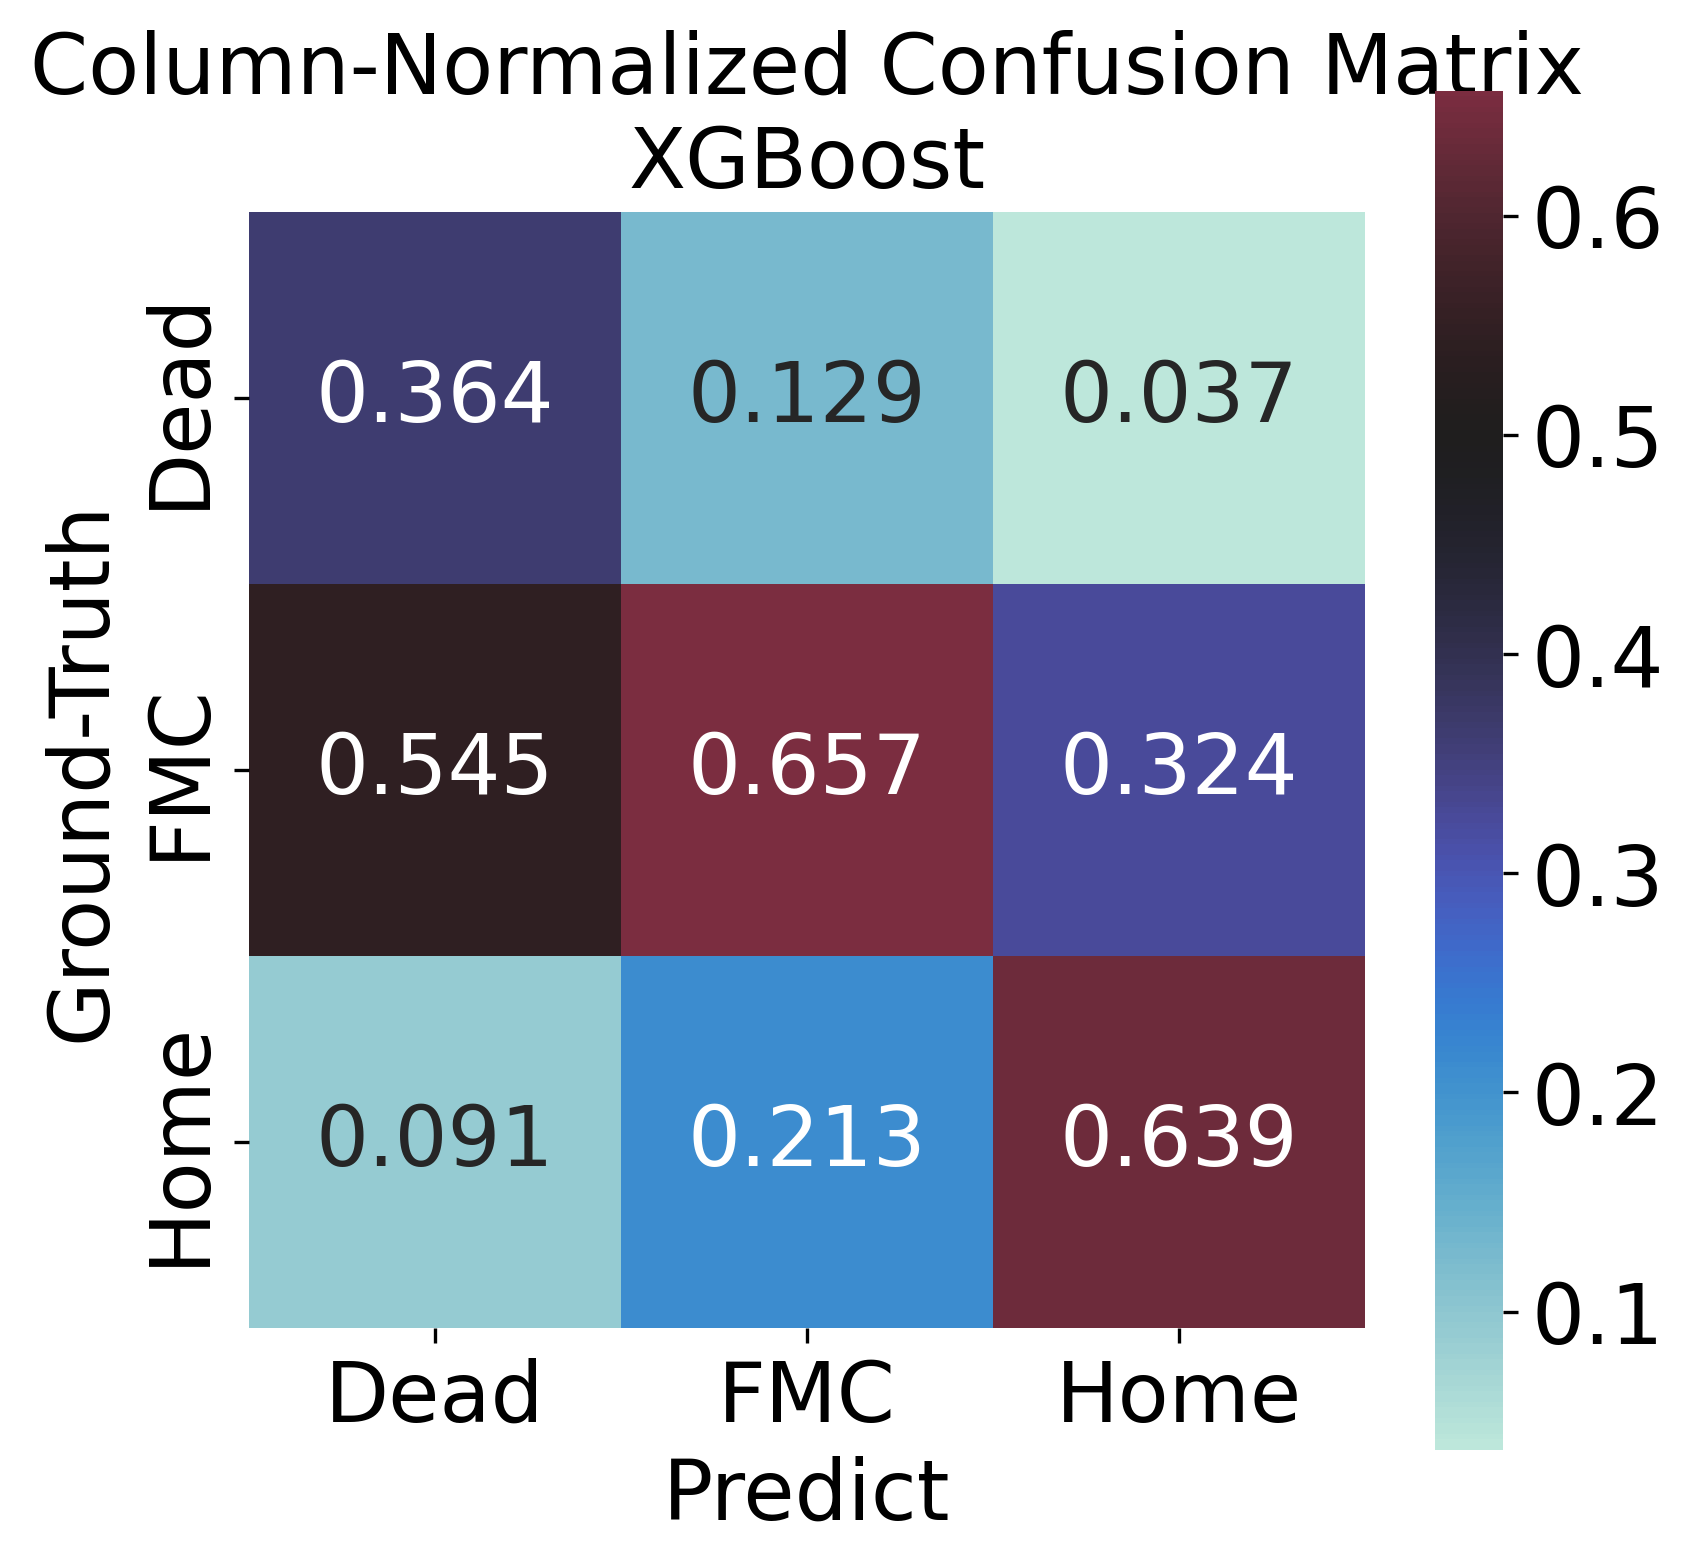 Column-Normalized Confusion Matrix
XGBoost
Ground-Truth
Dead
0.364 0.129 0.037
FMC
0.545 0.657 0.324
Home
0.091 0.213 0.639
Dead FMC Home
Predict
0.6
0.5
0.4
0.3
0.2
0.1